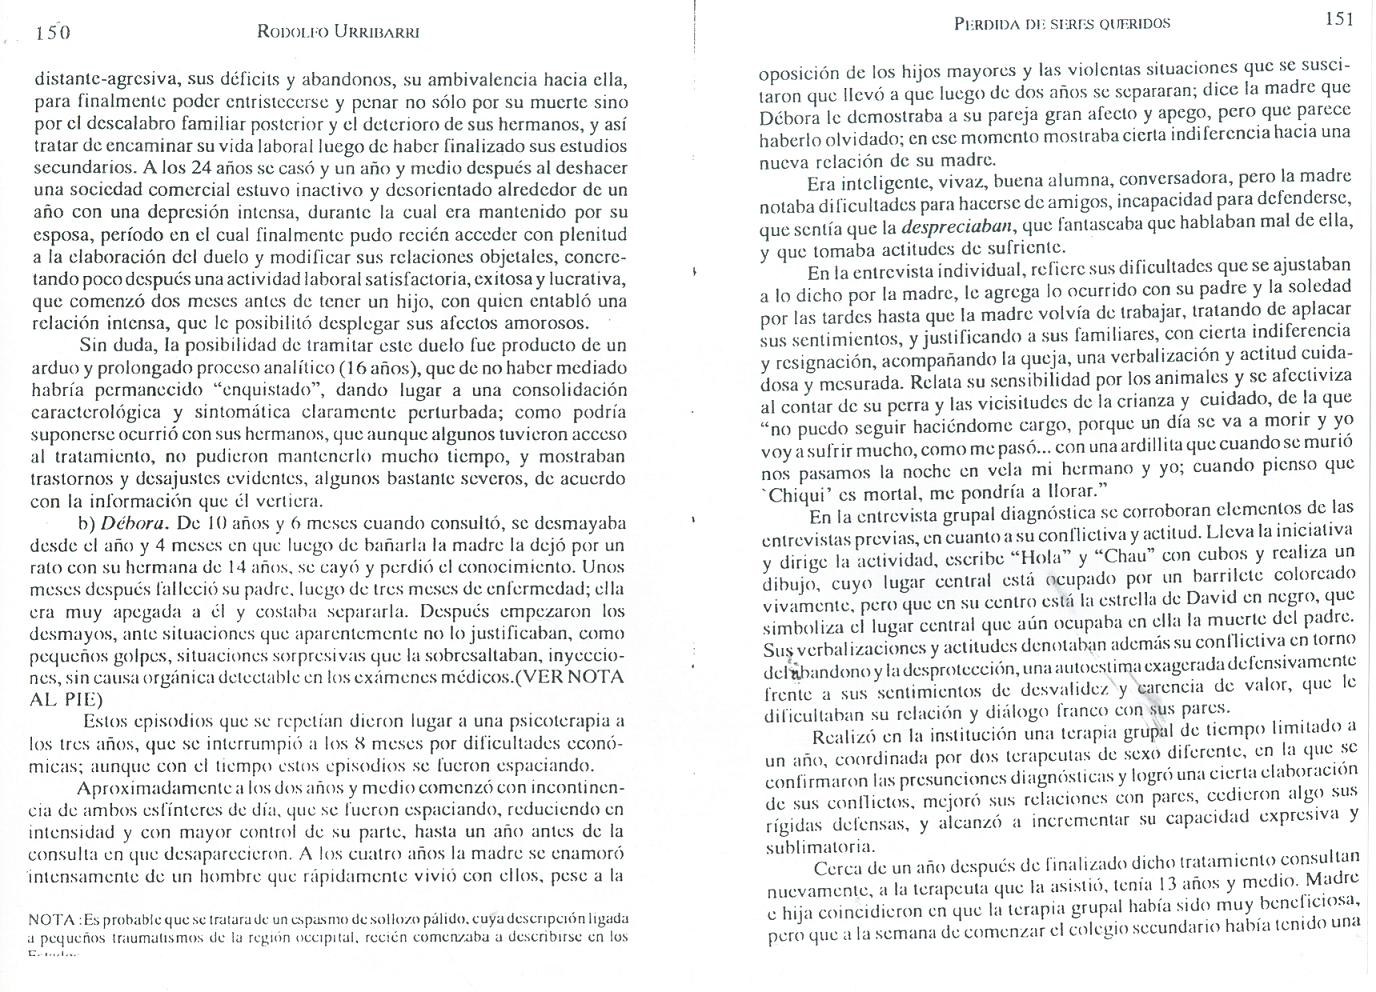 150
RODOLFO URRIBARRI
distante-agresiva, sus déficits y abandonos, su ambivalencia hacia ella,
para finalmente poder entristecerse y penar no sólo por su muerte sino
por el descalabro familiar posterior y el deterioro de sus hermanos, y así
tratar de encaminar su vida laboral luego de haber finalizado sus estudios
secundarios. A los 24 años se casó y un año y medio después al deshacer
una sociedad comercial estuvo inactivo y desorientado alrededor de un
año con una depresión intensa, durante la cual era mantenido por su
esposa, período en el cual finalmente pudo recién acceder con plenitud
a la elaboración del duelo y modificar sus relaciones objetales, concre-
tando poco después una actividad laboral satisfactoria, exitosa y lucrativa,
que comenzó dos meses antes de tener un hijo, con quien entabló una
relación intensa, que le posibilitó desplegar sus afectos amorosos.
Sin duda, la posibilidad de tramitar este duelo fue producto de un
arduo y prolongado proceso analítico (16 años), que de no haber mediado
habría permanecido “enquistado”, dando lugar a una consolidación
caracterológica y sintomática claramente perturbada; como podría
suponerse ocurrió con sus hermanos, que aunque algunos tuvieron acceso
al tratamiento, no pudieron mantenerlo mucho tiempo, y mostraban
trastornos y desajustes evidentes, algunos bastante severos, de acuerdo
con la información que él vertiera.
b) Débora. De 10 años y 6 meses cuando consultó, se desmayaba
desde el año y 4 meses en que luego de bañarla la madre la dejó por un
rato con su hermana de 14 años, se cayó y perdió el conocimiento. Unos
meses después falleció su padre, luego de tres meses de enfermedad; ella
era muy apegada a él y costaba separarla. Después empezaron los
desmayos, ante situaciones que aparentemente no lo justificaban, como
pequeños golpes, situaciones sorpresivas que la sobresaltaban, inyeccio-
nes, sin causa orgánica detectable en los exámenes médicos.(VER NOTA
AL PIE)
Estos episodios que se repetían dieron lugar a una psicoterapia a
los tres años, que se interrumpió a los 8 meses por dificultades econó-
micas; aunque con el tiempo estos episodios se fueron espaciando.
Aproximadamente a los dos años y medio comenzó con incontinen-
cia de ambos esfínteres de día, que se fueron espaciando, reduciendo en
intensidad y con mayor control de su parte, hasta un año antes de la
consulta en que desaparecieron. A los cuatro años la madre se enamoró
intensamente de un hombre que rápidamente vivió con ellos, pese a la
NOTA :Es probable que se tratara de un espasmo de sollozo pálido, cuya descripción ligada
a pequeños traumatismos de la región occipital, recién comenzaba a describirse en los
PERDIDA DE SERES QUERIDOS
151
oposición de los hijos mayores y las violentas situaciones que se susci-
taron que llevó a que luego de dos años se separaran; dice la madre que
Débora le demostraba a su pareja gran afecto y apego, pero que parece
haberlo olvidado; en ese momento mostraba cierta indiferencia hacia una
nueva relación de su madre.
Era inteligente, vivaz, buena alumna, conversadora, pero la madre
notaba dificultades para hacerse de amigos, incapacidad para defenderse,
que sentía que la despreciaban, que fantaseaba que hablaban mal de ella,
y que tomaba actitudes de sufriente.
En la entrevista individual, refiere sus dificultades que se ajustaban
a lo dicho por la madre, le agrega lo ocurrido con su padre y la soledad
por las tardes hasta que la madre volvía de trabajar, tratando de aplacar
sus sentimientos, y justificando a sus familiares, con cierta indiferencia
y resignación, acompañando la queja, una verbalización y actitud cuida-
dosa y mesurada. Relata su sensibilidad por los animales y se afectiviza
al contar de su perra y las vicisitudes de la crianza y cuidado, de la que
“no puedo seguir haciéndome cargo, porque un día se va a morir y yo
voy a sufrir mucho, como me pasó... con una ardillita que cuando se murió
nos pasamos la noche en vela mi hermano y yo; cuando pienso que
`Chiqui’ es mortal, me pondría a llorar.”
En la entrevista grupal diagnóstica se corroboran elementos de las
entrevistas previas, en cuanto a su conflictiva y actitud. Lleva la iniciativa
y dirige la actividad, escribe “Hola” y “Chau” con cubos y realiza un
dibujo, cuyo lugar central está ocupado por un barrilete coloreado
vivamente, pero que en su centro está la estrella de David en negro, que
simboliza el lugar central que aún ocupaba en ella la muerte del padre.
Sus verbalizaciones y actitudes denotaban además su conflictiva en torno
del abandono y la desprotección, una autoestima exagerada defensivamente
frente a sus sentimientos de desvalidez y carencia de valor, que le
dificultaban su relación y diálogo franco con sus pares.
Realizó en la institución una terapia grupal de tiempo limitado a
un año, coordinada por dos terapeutas de sexo diferente, en la que se
confirmaron las presunciones diagnósticas y logró una cierta elaboración
de sus conflictos, mejoró sus relaciones con pares, cedieron algo sus
rígidas defensas, y alcanzó a incrementar su capacidad expresiva y
sublimatoria.
Cerca de un año después de finalizado dicho tratamiento consultan
nuevamente, a la terapeuta que la asistió, tenía 13 años y medio. Madre
e hija coincidieron en que la terapia grupal había sido muy beneficiosa,
pero que a la semana de comenzar el colegio secundario había tenido una